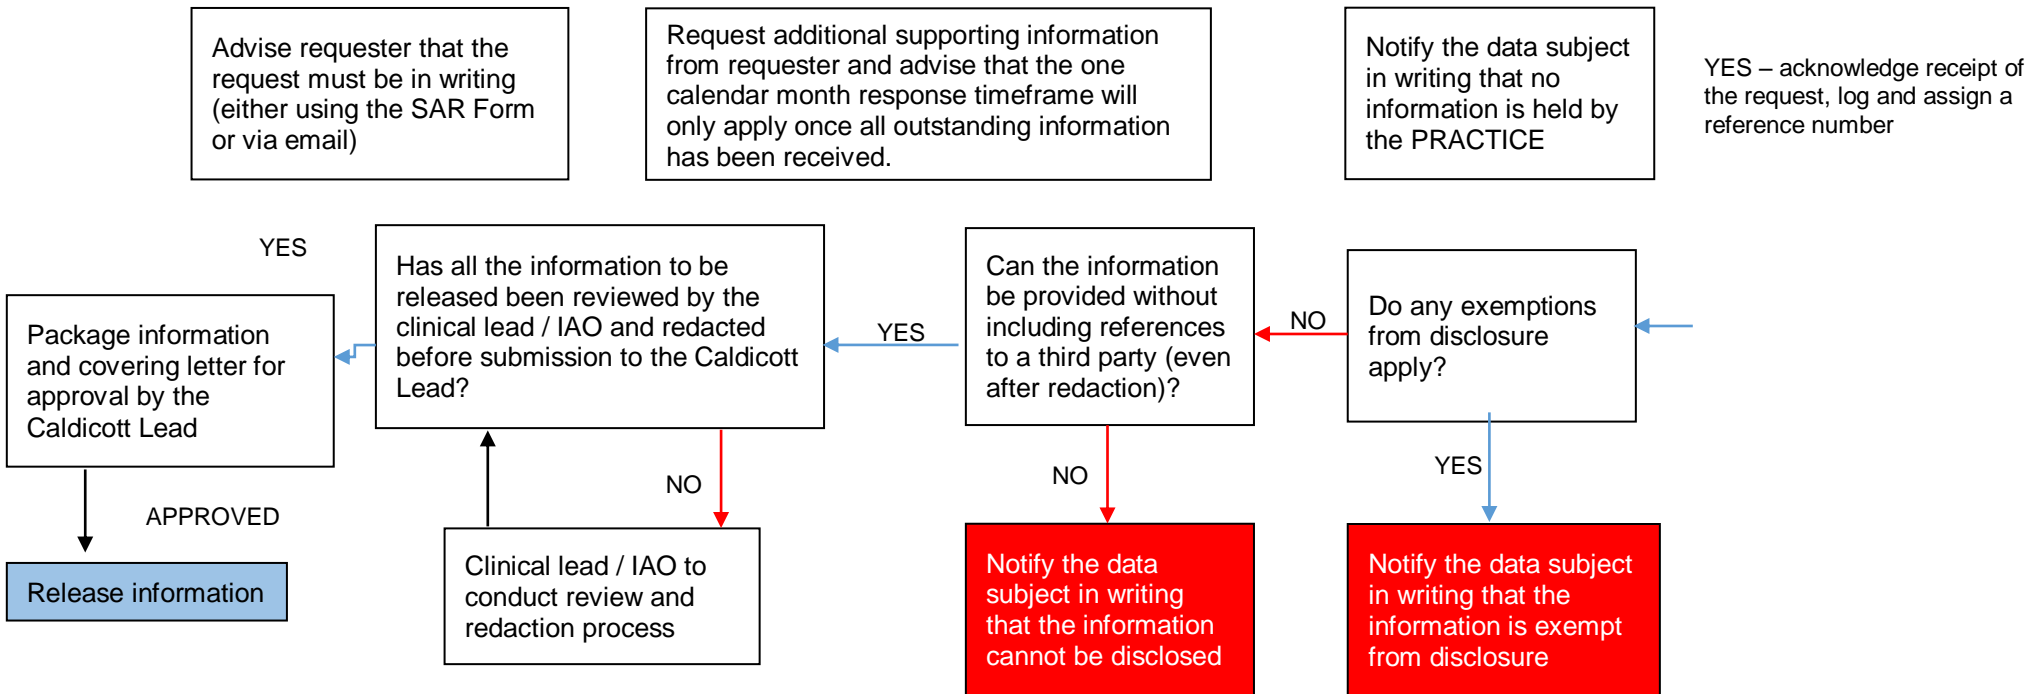 Advise requester that the
request must be in writing
(either using the SAR Form
or via email)
Request additional supporting information
from requester and advise that the one
calendar month response timeframe will
only apply once all outstanding information
has been received.
Notify the data subject
in writing that no
information is held by
the PRACTICE
YES – acknowledge receipt of
the request, log and assign a
reference number
YES
Package information
and covering letter for
approval by the
Caldicott Lead
Has all the information to be
released been reviewed by the
clinical lead / IAO and redacted
before submission to the Caldicott
Lead?
YES
Can the information
be provided without
including references
to a third party (even
after redaction)?
NO
Do any exemptions
from disclosure
apply?
APPROVED
NO
NO
YES
Release information
Clinical lead / IAO to
conduct review and
redaction process
Notify the data
subject in writing
that the information
cannot be disclosed
Notify the data subject
in writing that the
information is exempt
from disclosure